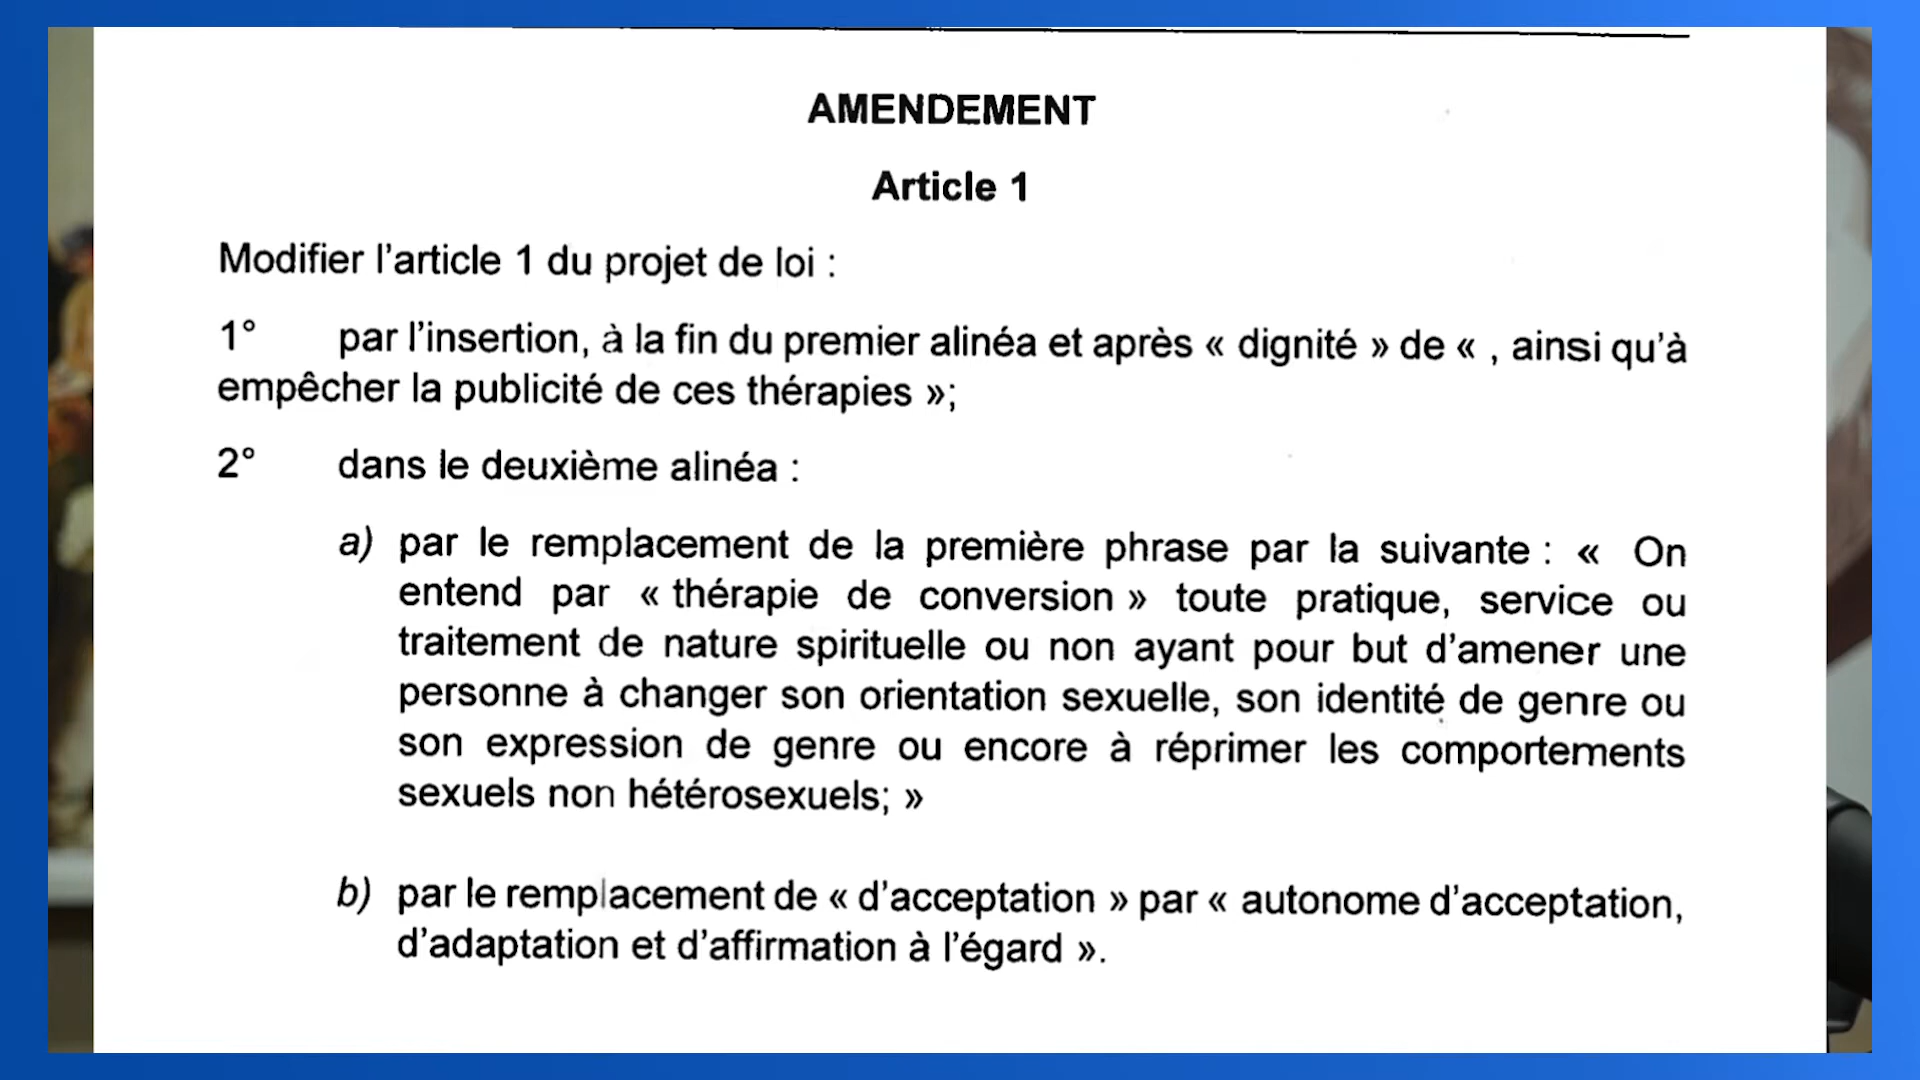 AMENDEMENT
Article 1
Modifier l'article 1 du projet de loi :
1° par l'insertion, à la fin du premier alinéa et après « dignité » de « , ainsi qu'à
empêcher la publicité de ces thérapies »;
2° dans le deuxième alinéa :
a) par le remplacement de la première phrase par la suivante : « On
entend par « thérapie de conversion » toute pratique, service ou
traitement de nature spirituelle ou non ayant pour but d'amener une
personne à changer son orientation sexuelle, son identité de genre ou
son expression de genre ou encore à réprimer les comportements
sexuels non hétérosexuels; »
b) par le remplacement de « d'acceptation » par « autonome d'acceptation,
d'adaptation et d'affirmation à l'égard ».